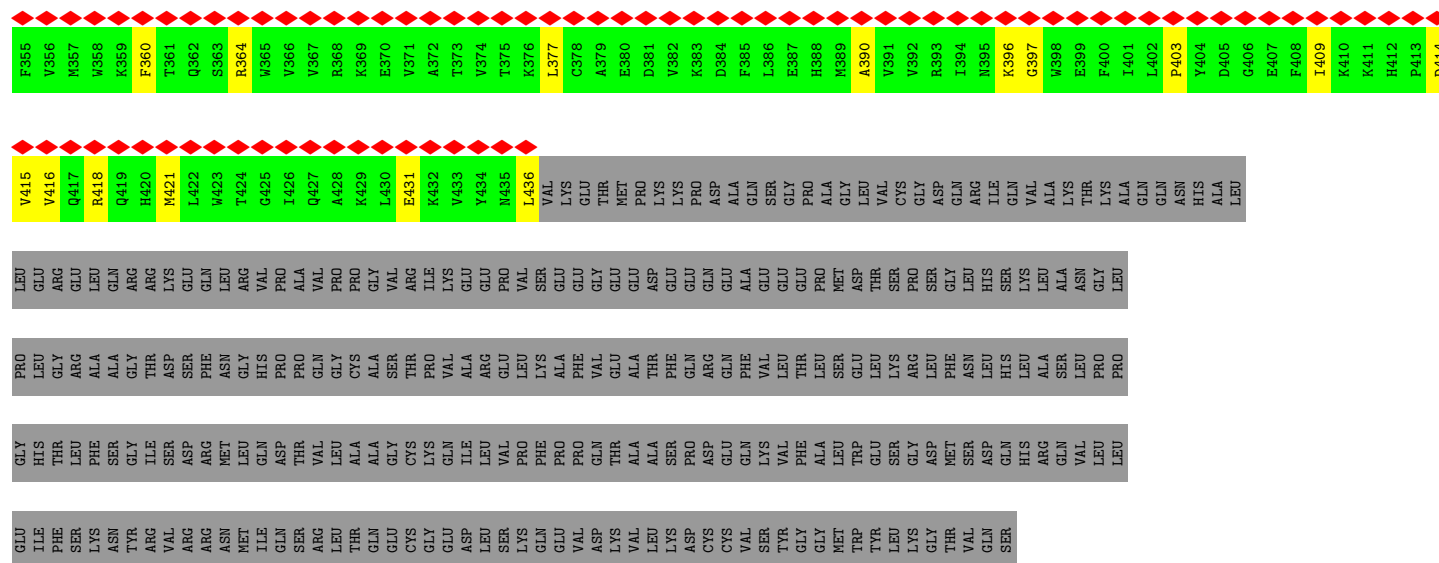 F355 V356 M357 W358 K359 F360 T361 Q362 S363 R364 W365 V366 V367 R368 K369 E370 V371 A372 T373 V374 T375 K376 L377 C378 A379 E380 D381 V382 K383 D384 F385 L386 E387 H388 M389 A390 V391 V392 R393 I394 N395 K396 G397 W398 E399 F400 I401 L402 P403 Y404 D405 G406 E407 F408 I409 K410 K411 H412 P413 D414
V415 V416 Q417 R418 Q419 H420 M421 L422 W423 T424 G425 I426 Q427 A428 K429 L430 E431 K432 V433 Y434 N435 L436 VAL LYS GLU THR MET PRO LYS LYS PRO ASP ALA GLN SER GLY PRO ALA GLY LEU VAL CYS GLY ASP GLN ARG ILE GLN VAL ALA LYS THR LYS ALA GLN GLN ASN HIS ALA LEU
LEU GLU ARG GLU LEU GLN ARG ARG LYS GLU GLN LEU ARG VAL PRO ALA VAL PRO PRO GLY VAL ARG ILE LYS GLU GLU PRO VAL SER GLU GLU GLY GLU GLU ASP GLU GLU GLN GLU ALA GLU GLU GLU PRO MET ASP THR SER PRO SER GLY LEU HIS SER LYS LEU ALA ASN GLY LEU
PRO LEU GLY ARG ALA ALA GLY THR ASP SER PHE ASN GLY HIS PRO PRO GLN GLY CYS ALA SER THR PRO VAL ALA ARG GLU LEU LYS ALA PHE VAL GLU ALA THR PHE GLN ARG GLN PHE VAL LEU THR LEU SER GLU LEU LYS ARG LEU PHE ASN LEU HIS LEU ALA SER LEU PRO PRO
GLY HIS THR LEU PHE SER GLY ILE SER ASP ARG MET LEU GLN ASP THR VAL LEU ALA ALA GLY CYS LYS GLN ILE LEU VAL PRO PHE PRO PRO GLN THR ALA ALA SER PRO ASP GLU GLN LYS VAL PHE ALA LEU TRP GLU SER GLY ASP MET SER ASP GLN HIS ARG GLN VAL LEU LEU
GLU ILE PHE SER LYS ASN TYR ARG VAL ARG ARG ASN MET ILE GLN SER ARG LEU THR GLN GLU CYS GLY GLU ASP LEU SER LYS GLN GLU VAL ASP LYS VAL LEU LYS ASP CYS CYS VAL SER TYR GLY GLY MET TRP TYR LEU LYS GLY THR VAL GLN SER